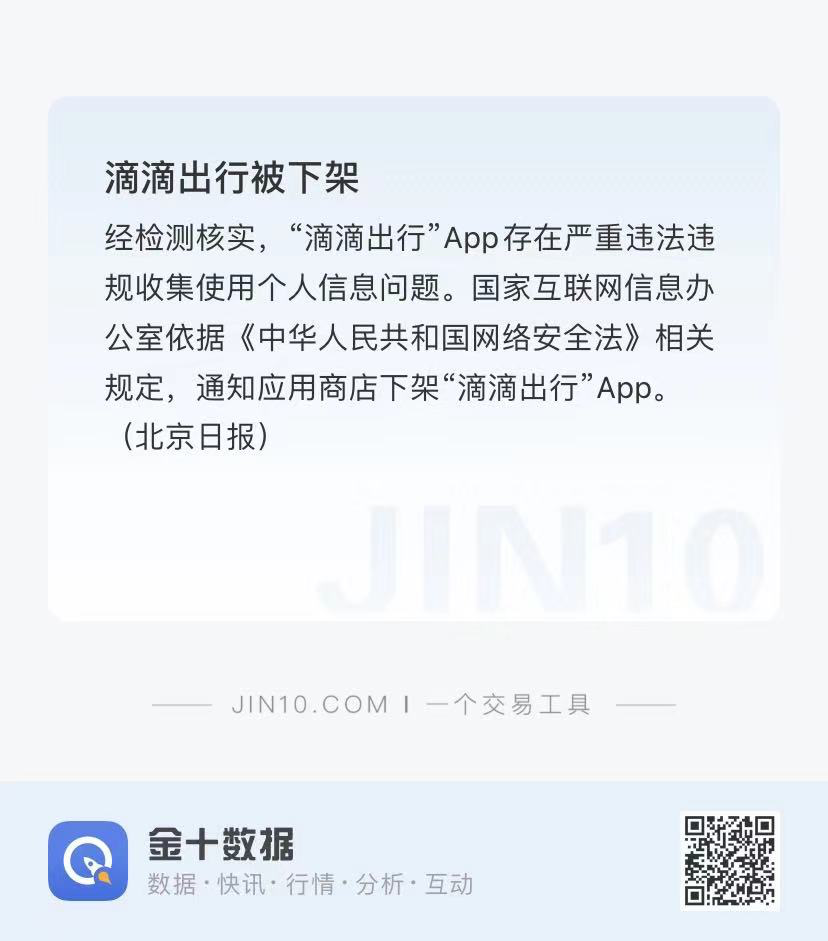 滴滴出行被下架
经检测核实，“滴滴出行”App存在严重违法违
规收集使用个人信息问题。国家互联网信息办
公室依据《中华人民共和国网络安全法》相关
规定，通知应用商店下架“滴滴出行”App。
（北京日报）
JIN10
JIN10.COM I 一个交易工具
金十数据
数据·快讯·行情·分析·互动